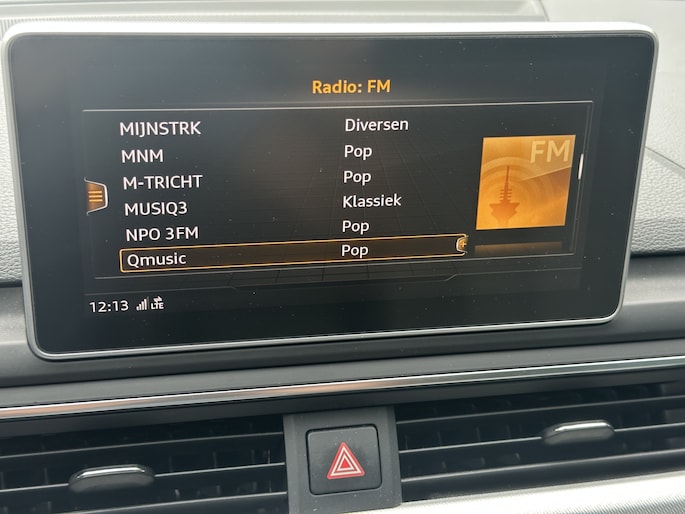 Radio: FM
MIJNSTRK Diversen
MNM Pop
M-TRICHT Pop
MUSIQ3 Klassiek
NPO 3FM Pop
Qmusic Pop
FM
12:13 LTE